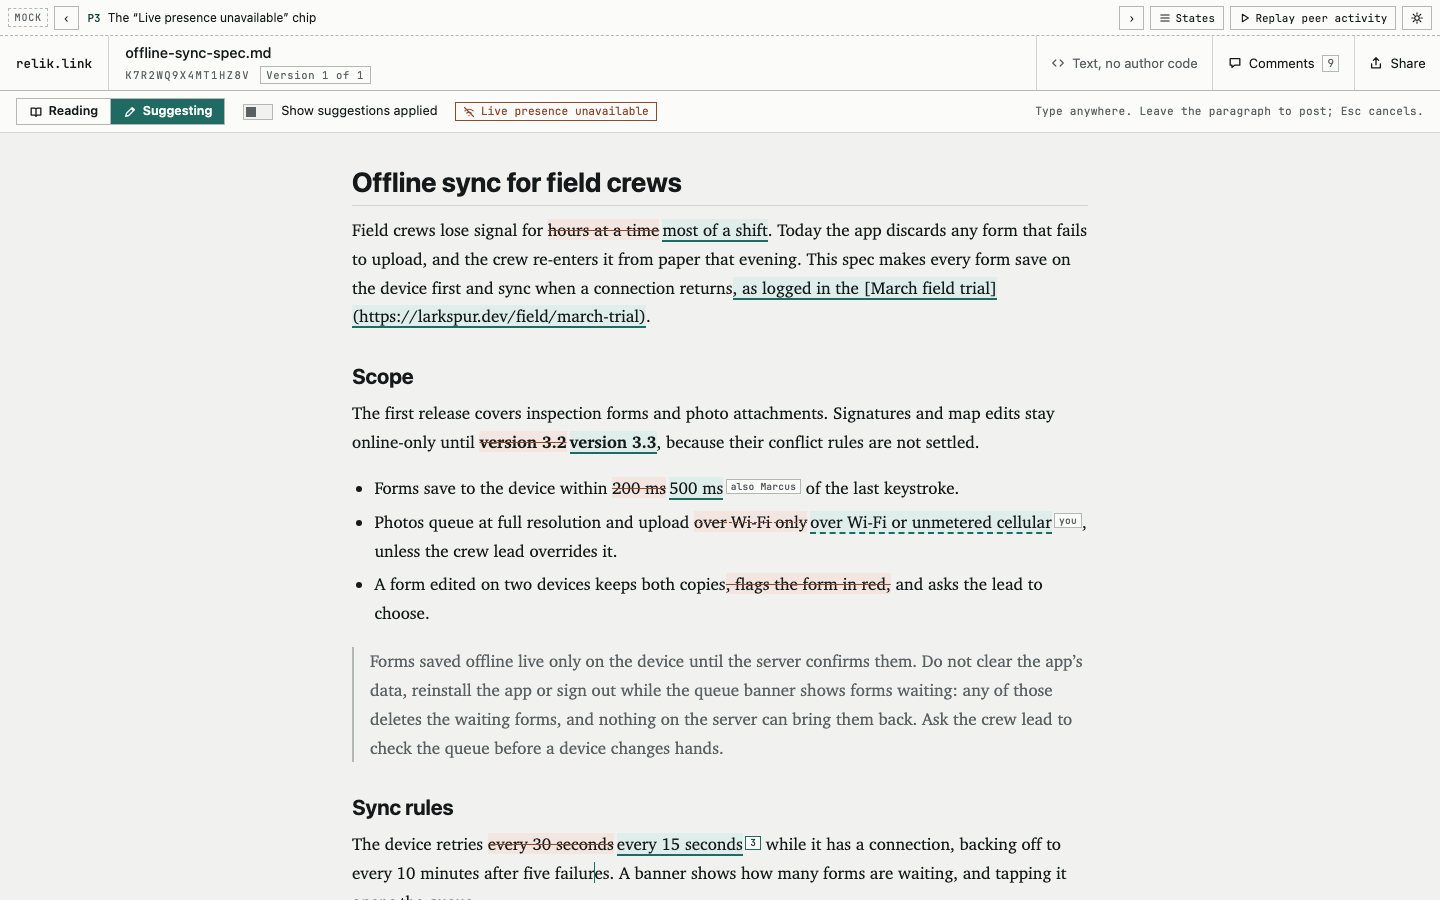 MOCK ‹ P3 The “Live presence unavailable” chip › States Replay peer activity
relik.link
offline-sync-spec.md
K7R2WQ9X4MT1HZ8V Version 1 of 1
Text, no author code Comments 9 Share
Reading Suggesting Show suggestions applied Live presence unavailable Type anywhere. Leave the paragraph to post; Esc cancels.
Offline sync for field crews
Field crews lose signal for hours at a time most of a shift. Today the app discards any form that fails
to upload, and the crew re-enters it from paper that evening. This spec makes every form save on
the device first and sync when a connection returns, as logged in the [March field trial]
(https://larkspur.dev/field/march-trial).
Scope
The first release covers inspection forms and photo attachments. Signatures and map edits stay
online-only until version 3.2 version 3.3, because their conflict rules are not settled.
• Forms save to the device within 200 ms 500 ms also Marcus of the last keystroke.
• Photos queue at full resolution and upload over Wi-Fi only over Wi-Fi or unmetered cellular you,
unless the crew lead overrides it.
• A form edited on two devices keeps both copies, flags the form in red, and asks the lead to
choose.
Forms saved offline live only on the device until the server confirms them. Do not clear the app’s
data, reinstall the app or sign out while the queue banner shows forms waiting: any of those
deletes the waiting forms, and nothing on the server can bring them back. Ask the crew lead to
check the queue before a device changes hands.
Sync rules
The device retries every 30 seconds every 15 seconds 3 while it has a connection, backing off to
every 10 minutes after five failures. A banner shows how many forms are waiting, and tapping it